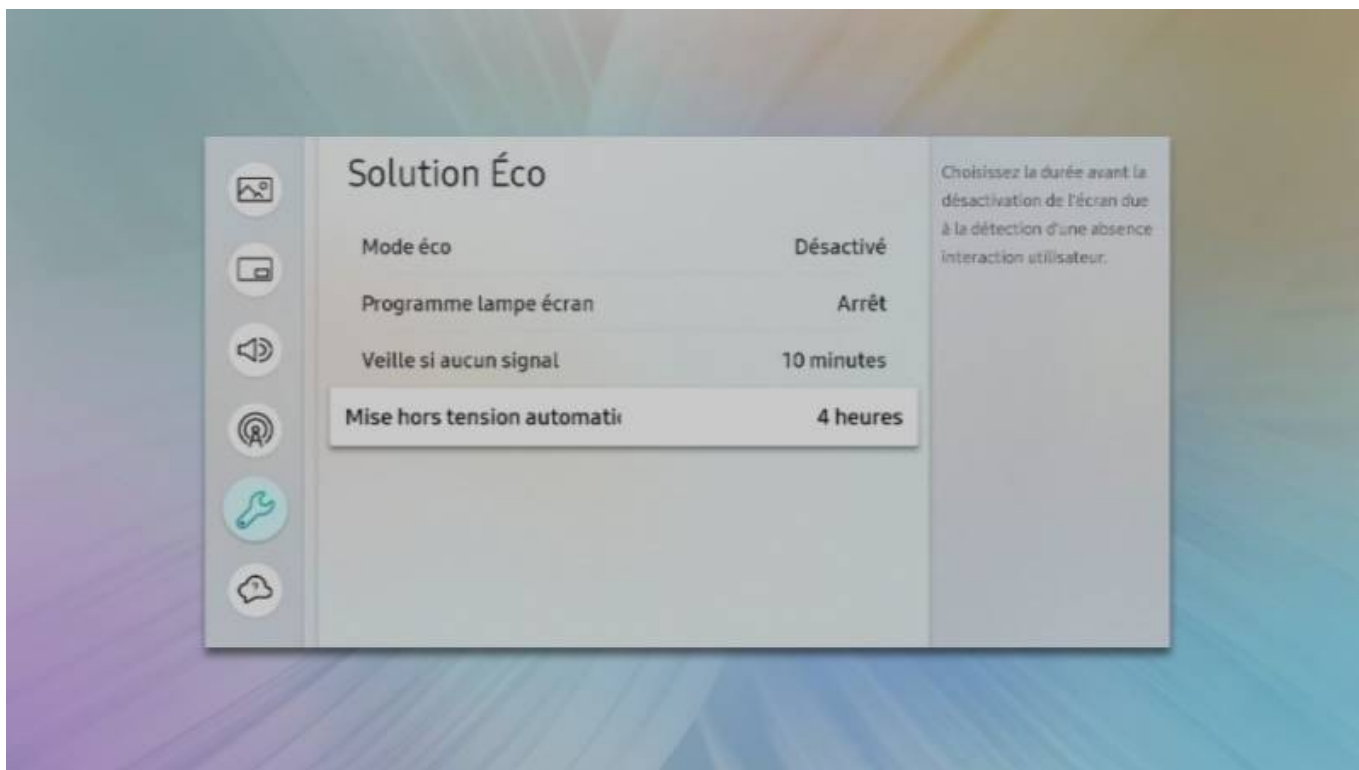 Solution Éco
Mode éco Désactivé
Programme lampe écran Arrêt
Veille si aucun signal 10 minutes
Mise hors tension automatic 4 heures
Choisissez la durée avant la
désactivation de l'écran due
à la détection d'une absence
interaction utilisateur.